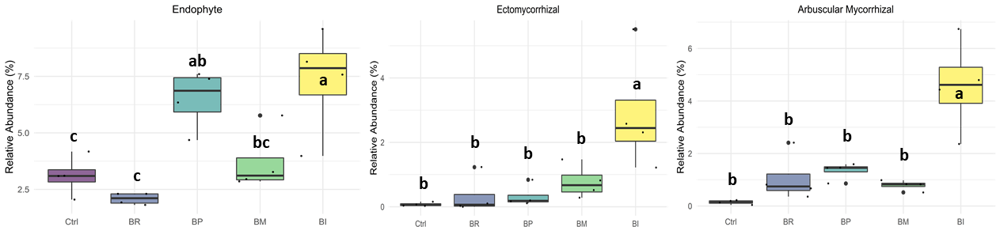 Endophyte
Relative Abundance (%)
7.5
5.0
2.5
c
c
ab
bc
a
Ctrl BR BP BM BI
Ectomycorrhizal
Relative Abundance (%)
4
2
0
b
b
b
b
a
Ctrl BR BP BM BI
Arbuscular Mycorrhizal
Relative Abundance (%)
6
4
2
0
b
b
b
b
a
Ctrl BR BP BM BI